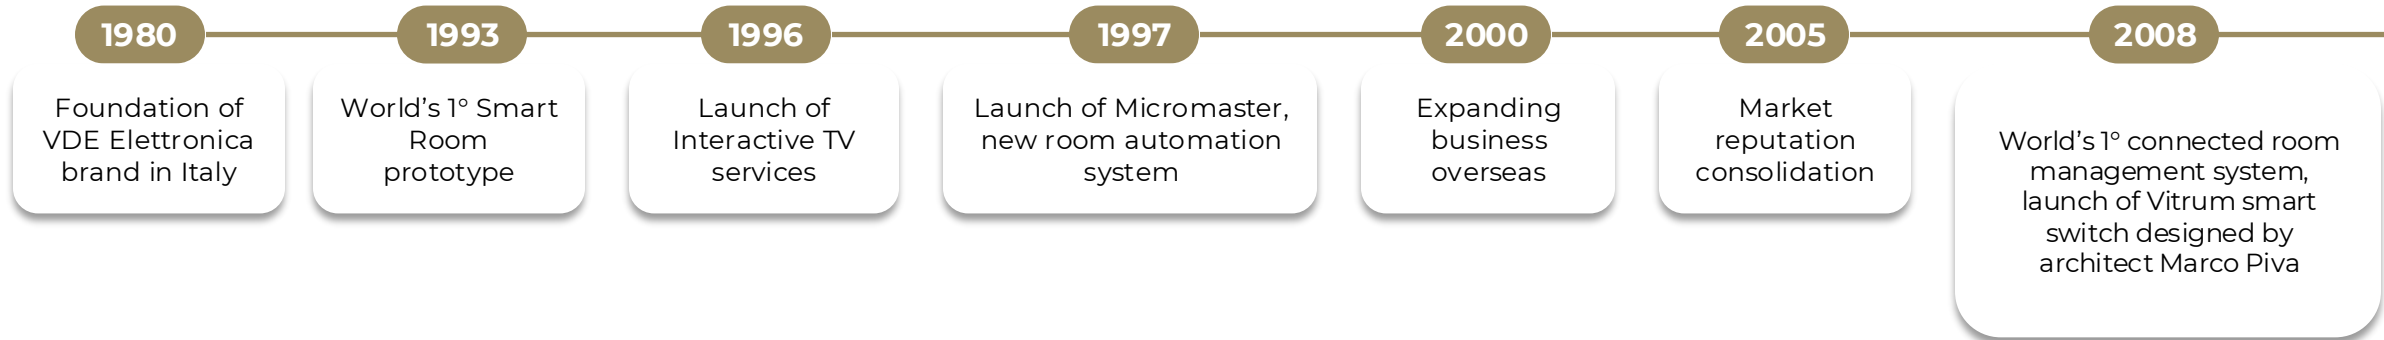 1980
Foundation of
VDE Elettronica
brand in Italy
1993
World's 1° Smart
Room
prototype
1996
Launch of
Interactive TV
services
1997
Launch of Micromaster,
new room automation
system
2000
Expanding
business
overseas
2005
Market
reputation
consolidation
2008
World's 1° connected room
management system,
launch of Vitrum smart
switch designed by
architect Marco Piva